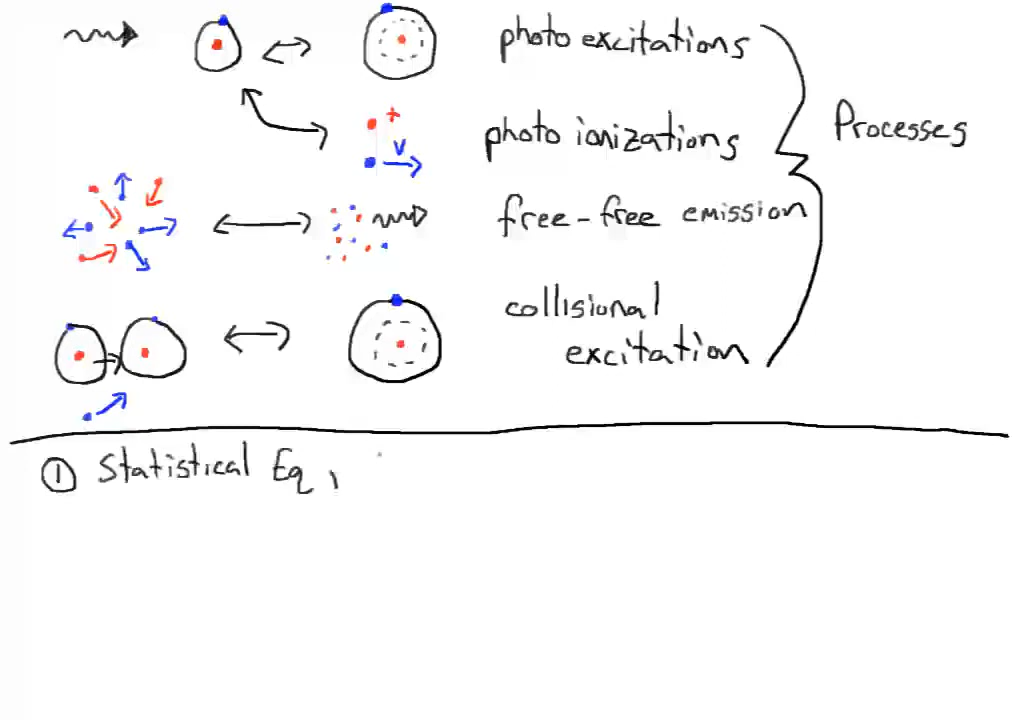 photo excitations
+
v
photo ionizations
Processes
free-free emission
collisional
excitation
① Statistical Eq,